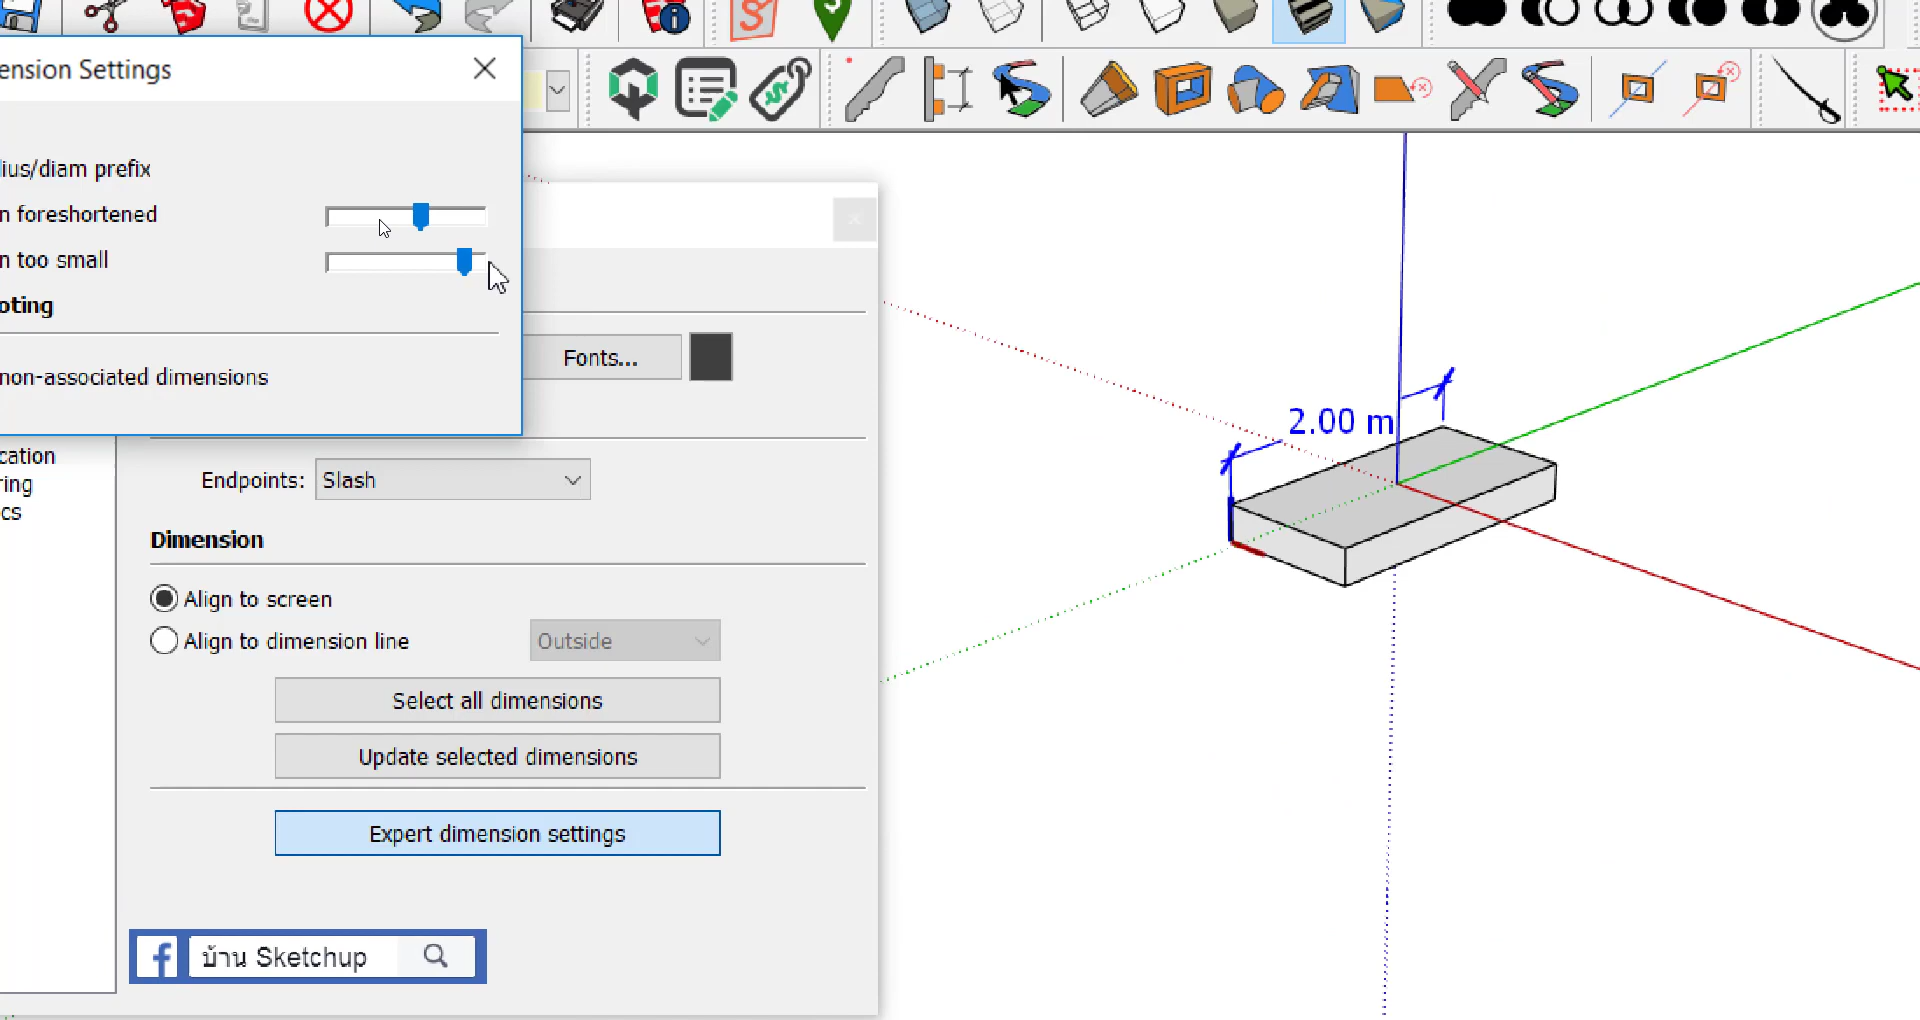 ension Settings
ius/diam prefix
n foreshortened
n too small
oting
non-associated dimensions
Fonts...
cation
ring
cs
Endpoints: Slash
Dimension
Align to screen
Align to dimension line Outside
Select all dimensions
Update selected dimensions
Expert dimension settings
บ้าน Sketchup
2.00 m